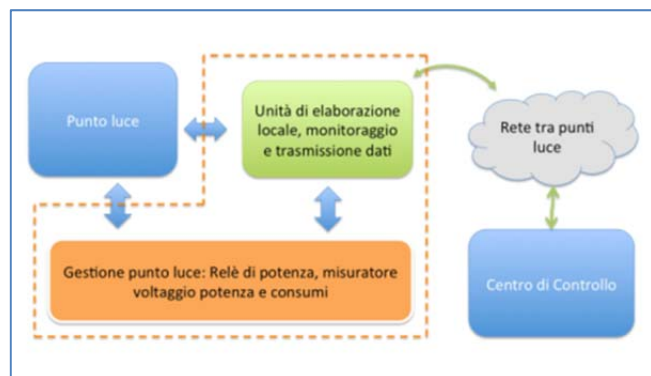 Punto luce
Unità di elaborazione
locale, monitoraggio
e trasmissione dati
Rete tra punti
luce
Gestione punto luce: Relè di potenza, misuratore
voltaggio potenza e consumi
Centro di Controllo